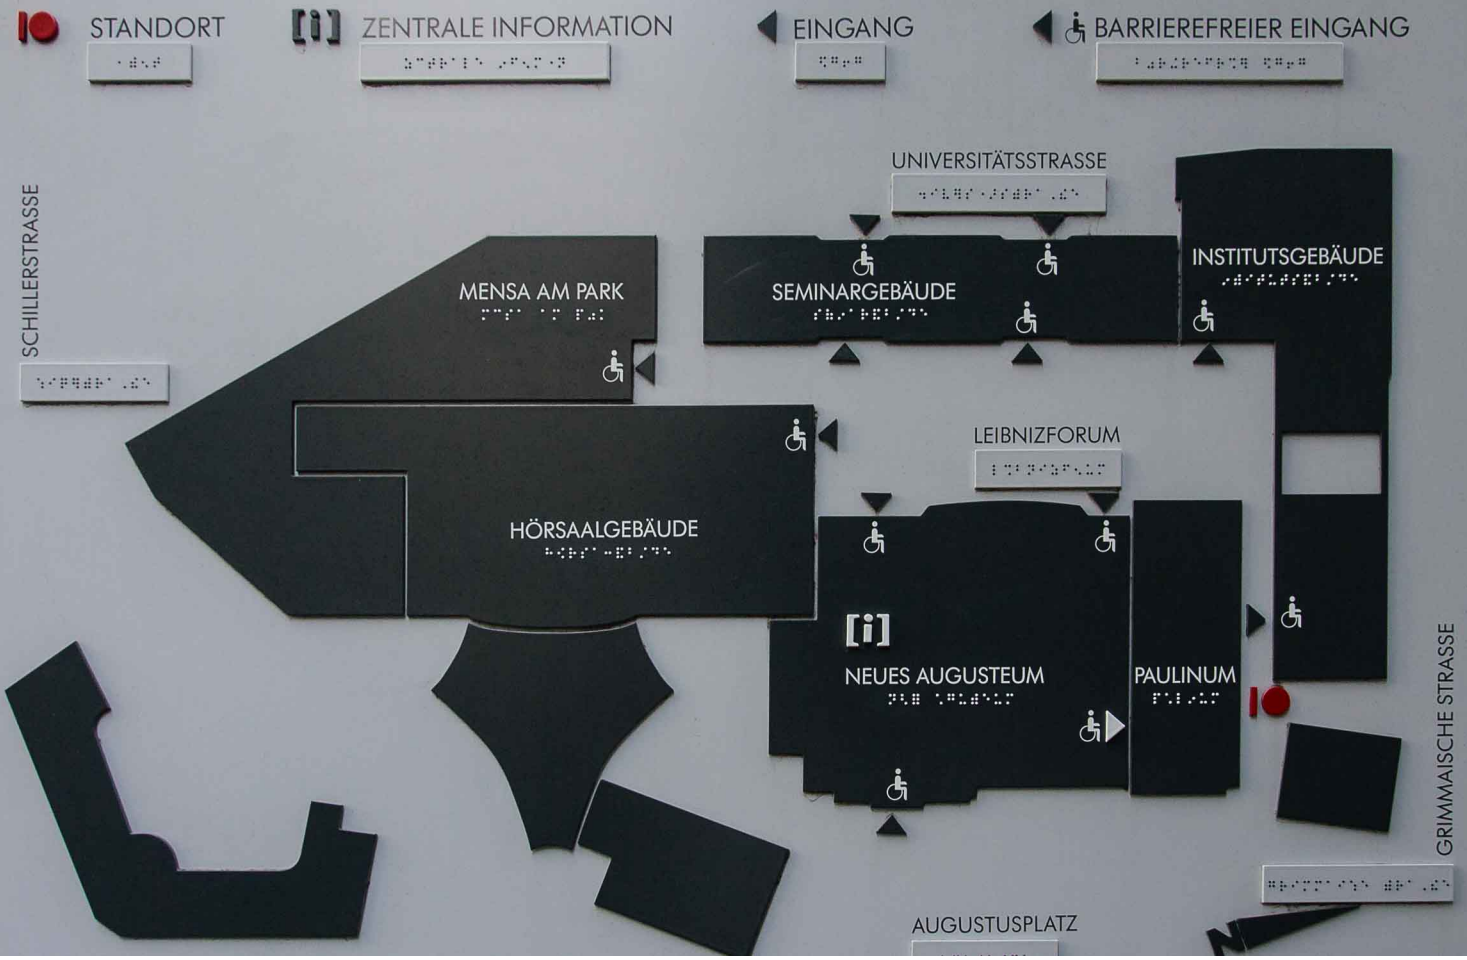 STANDORT
[i] ZENTRALE INFORMATION
EINGANG
BARRIEREFREIER EINGANG
UNIVERSITÄTSSTRASSE
SCHILLERSTRASSE
INSTITUTSGEBÄUDE
MENSA AM PARK
SEMINARGEBÄUDE
LEIBNIZFORUM
HÖRSAALGEBÄUDE
[i]
NEUES AUGUSTEUM
PAULINUM
GRIMMAISCHE STRASSE
AUGUSTUSPLATZ
N